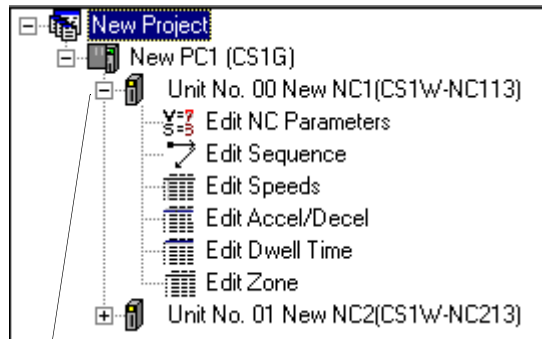 New Project
New PC1 (CS1G)
Unit No. 00 New NC1(CS1W-NC113)
Edit NC Parameters
Edit Sequence
Edit Speeds
Edit Accel/Decel
Edit Dwell Time
Edit Zone
Unit No. 01 New NC2(CS1W-NC213)